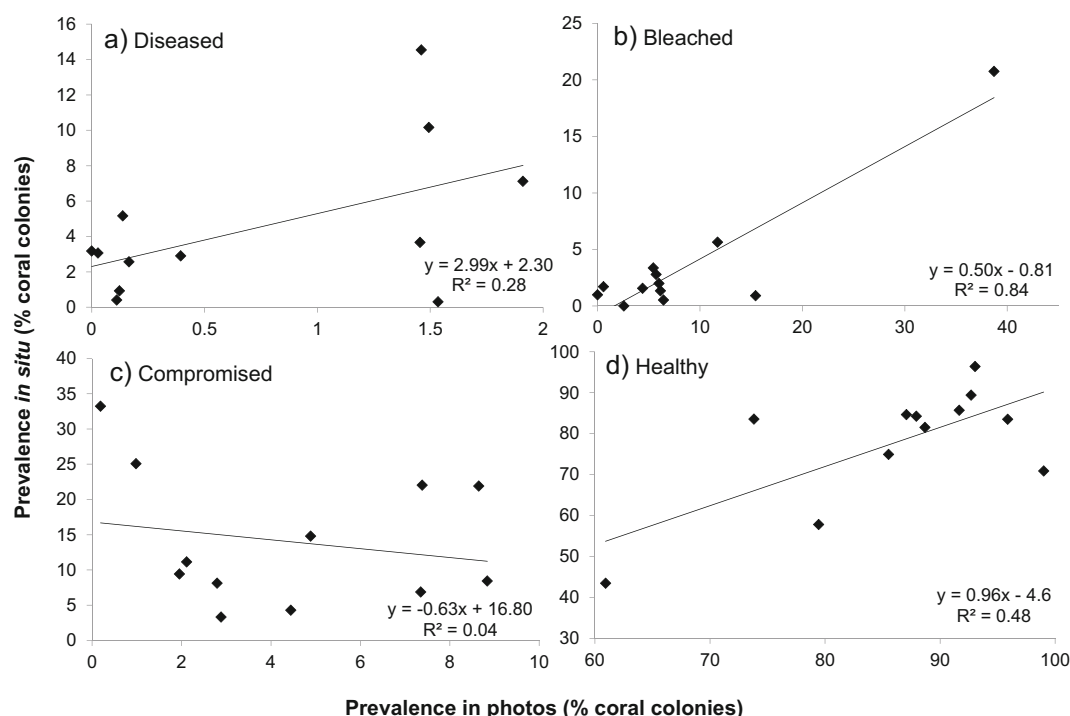 Prevalence in situ (% coral colonies)
a) Diseased
16
14
12
10
8
6
4
2
0
0 0.5 1 1.5 2
y = 2.99x + 2.30
R² = 0.28
b) Bleached
25
20
15
10
5
0
0 10 20 30 40
y = 0.50x - 0.81
R² = 0.84
c) Compromised
40
35
30
25
20
15
10
5
0
0 2 4 6 8 10
y = -0.63x + 16.80
R² = 0.04
d) Healthy
100
90
80
70
60
50
40
30
60 70 80 90 100
y = 0.96x - 4.6
R² = 0.48
Prevalence in photos (% coral colonies)